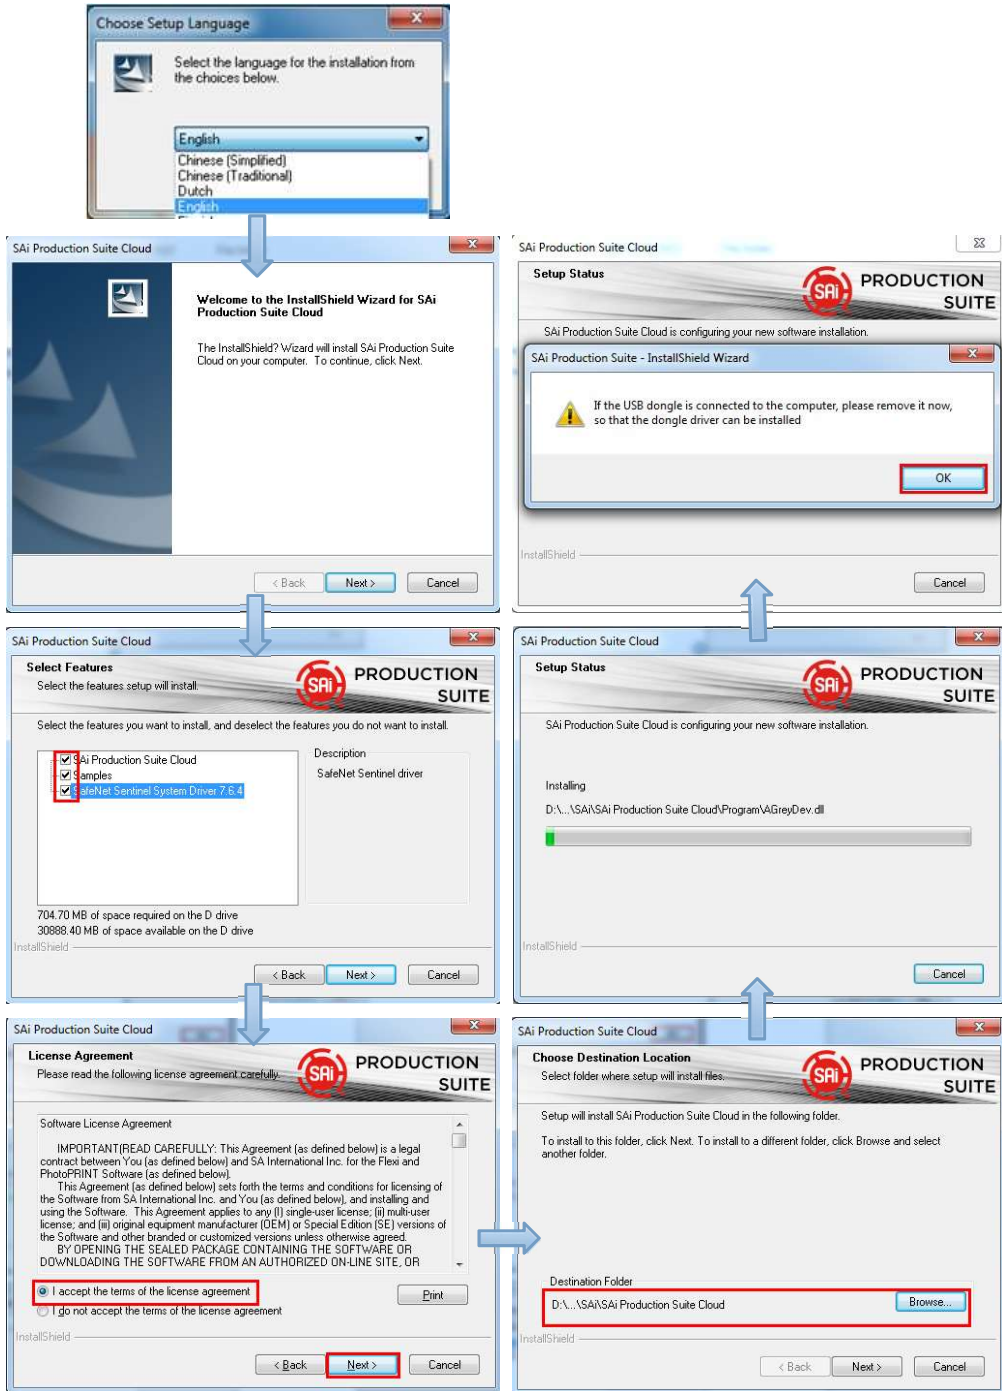 Choose Setup Language
Select the language for the installation from
the choices below.
English
Chinese (Simplified)
Chinese (Traditional)
Dutch
English
SAi Production Suite Cloud
Welcome to the InstallShield Wizard for SAi
Production Suite Cloud
The InstallShield? Wizard will install SAi Production Suite
Cloud on your computer. To continue, click Next.
< Back
Next >
Cancel
SAi Production Suite Cloud
Select Features
Select the features setup will install.
SAi
PRODUCTION
SUITE
Select the features you want to install, and deselect the features you do not want to install.
SAi Production Suite Cloud
Samples
SafeNet Sentinel System Driver 7.6.4
Description
SafeNet Sentinel driver
704.70 MB of space required on the D drive
30888.40 MB of space available on the D drive
InstallShield
< Back
Next >
Cancel
SAi Production Suite Cloud
License Agreement
Please read the following license agreement carefully.
SAi
PRODUCTION
SUITE
Software License Agreement
IMPORTANT(READ CAREFULLY: This Agreement (as defined below) is a legal
contract between You (as defined below) and SA International Inc. for the Flexi and
PhotoPRINT Software (as defined below).
This Agreement (as defined below) sets forth the terms and conditions for licensing of
the Software from SA International Inc. and You (as defined below), and installing and
using the Software. This Agreement applies to any (I) single-user license; (ii) multi-user
license; and (iii) original equipment manufacturer (OEM) or Special Edition (SE) versions of
the Software and other branded or customized versions unless otherwise agreed.
BY OPENING THE SEALED PACKAGE CONTAINING THE SOFTWARE OR
DOWNLOADING THE SOFTWARE FROM AN AUTHORIZED ON-LINE SITE, OR
I accept the terms of the license agreement
Print
I do not accept the terms of the license agreement
InstallShield
< Back
Next >
Cancel
SAi Production Suite Cloud
Choose Destination Location
Select folder where setup will install files.
SAi
PRODUCTION
SUITE
Setup will install SAi Production Suite Cloud in the following folder.
To install to this folder, click Next. To install to a different folder, click Browse and select
another folder.
Destination Folder
D:\...\SAi\SAi Production Suite Cloud
Browse...
InstallShield
< Back
Next >
Cancel
SAi Production Suite Cloud
Setup Status
SAi
PRODUCTION
SUITE
SAi Production Suite Cloud is configuring your new software installation.
Installing
D:\...\SAi\SAi Production Suite Cloud\Program\AGreyDev.dll
InstallShield
Cancel
SAi Production Suite Cloud
Setup Status
SAi
PRODUCTION
SUITE
SAi Production Suite Cloud is configuring your new software installation.
SAi Production Suite - InstallShield Wizard
If the USB dongle is connected to the computer, please remove it now,
so that the dongle driver can be installed
OK
InstallShield
Cancel